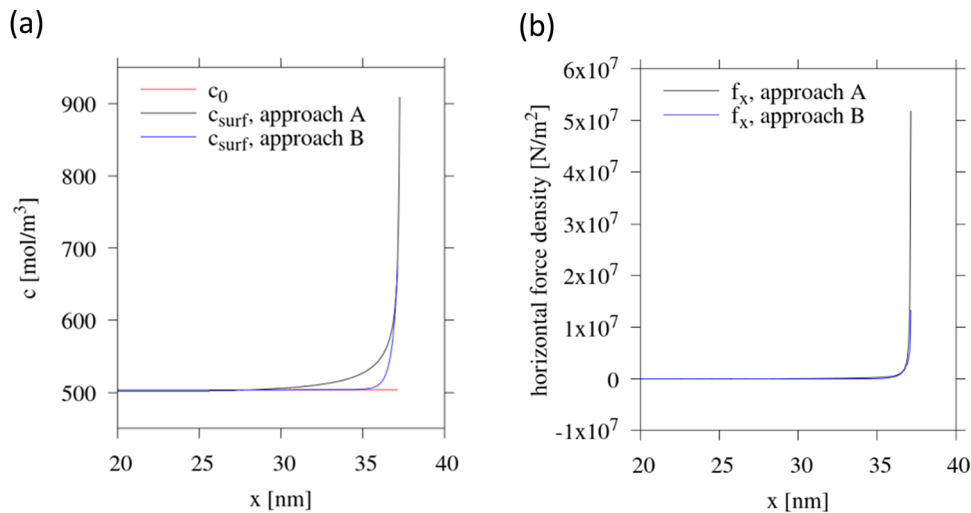 (a)
c₀
c_surf, approach A
c_surf, approach B
900
800
700
600
500
c [mol/m³]
20 25 30 35 40
x [nm]
(b)
fₓ, approach A
fₓ, approach B
6x10⁷
5x10⁷
4x10⁷
3x10⁷
2x10⁷
1x10⁷
0
-1x10⁷
horizontal force density [N/m²]
20 25 30 35 40
x [nm]